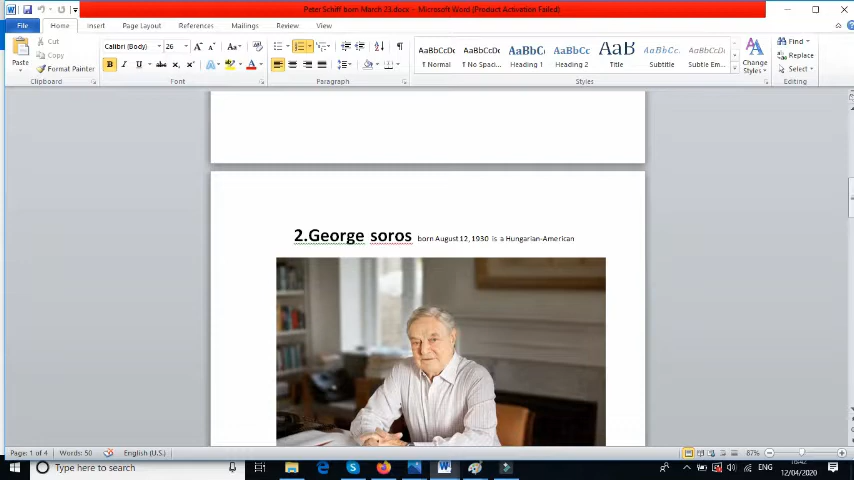 Peter Schiff born March 23.docx - Microsoft Word (Product Activation Failed)
File Home Insert Page Layout References Mailings Review View
Paste Cut Copy Format Painter
Calibri (Body) 26
AaBbCcDc AaBbCcDc AaBbCc AaBbCc AaB AaBbCc. AaBbCcDc
¶ Normal ¶ No Spaci... Heading 1 Heading 2 Title Subtitle Subtle Em...
Change Styles
Find Replace Select
Clipboard Font Paragraph Styles Editing
2.George soros born August 12, 1930 is a Hungarian-American
Page: 1 of 4 Words: 50 English (U.S.) 87%
Type here to search
ENG
16:42
12/04/2020